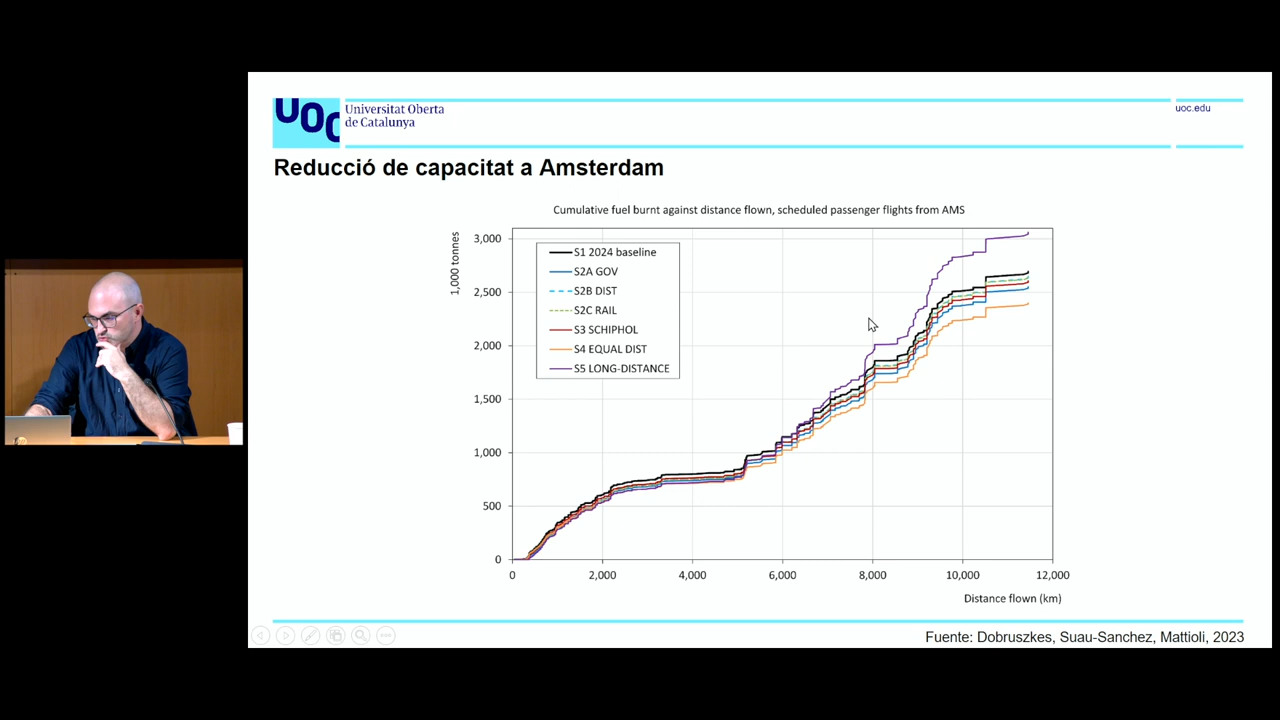 UOC
Universitat Oberta
de Catalunya
uoc.edu
Reducció de capacitat a Amsterdam
Cumulative fuel burnt against distance flown, scheduled passenger flights from AMS
1,000 tonnes
3,000
2,500
2,000
1,500
1,000
500
0
S1 2024 baseline
S2A GOV
S2B DIST
S2C RAIL
S3 SCHIPHOL
S4 EQUAL DIST
S5 LONG-DISTANCE
0 2,000 4,000 6,000 8,000 10,000 12,000
Distance flown (km)
Fuente: Dobruszkes, Suau-Sanchez, Mattioli, 2023